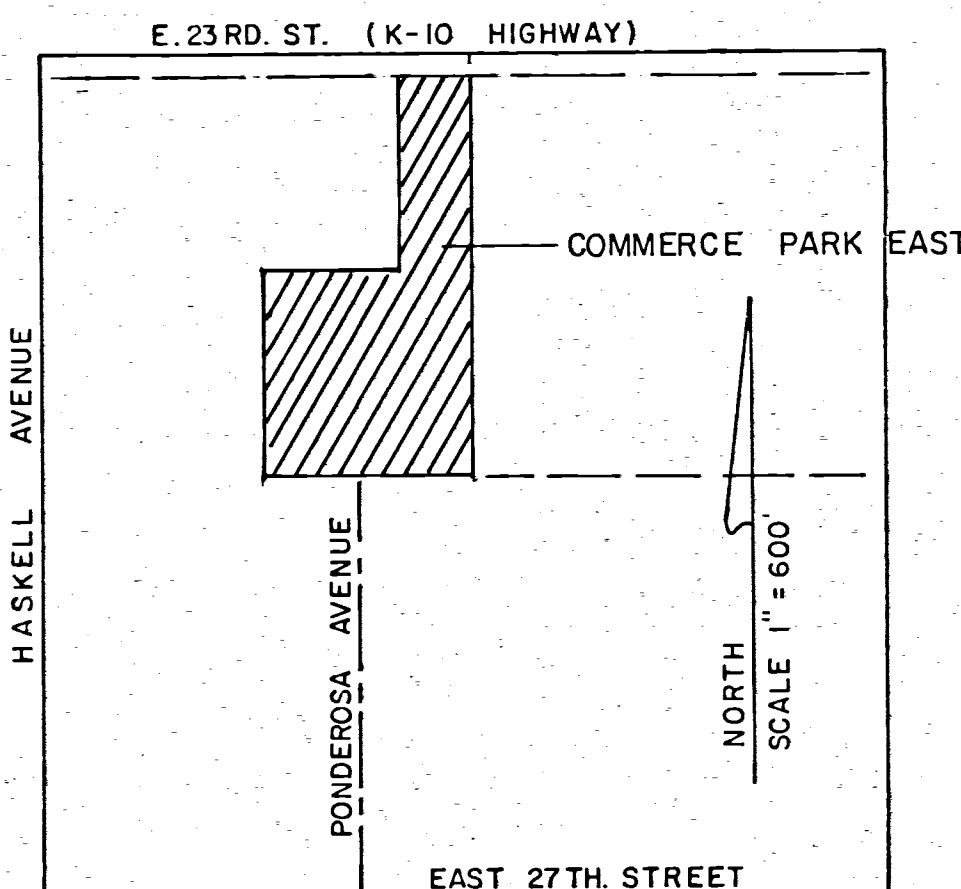 E. 23RD. ST. (K-10 HIGHWAY)
COMMERCE PARK EAST
HASKELL AVENUE
PONDEROSA AVENUE
NORTH
SCALE 1" = 600'
EAST 27TH. STREET